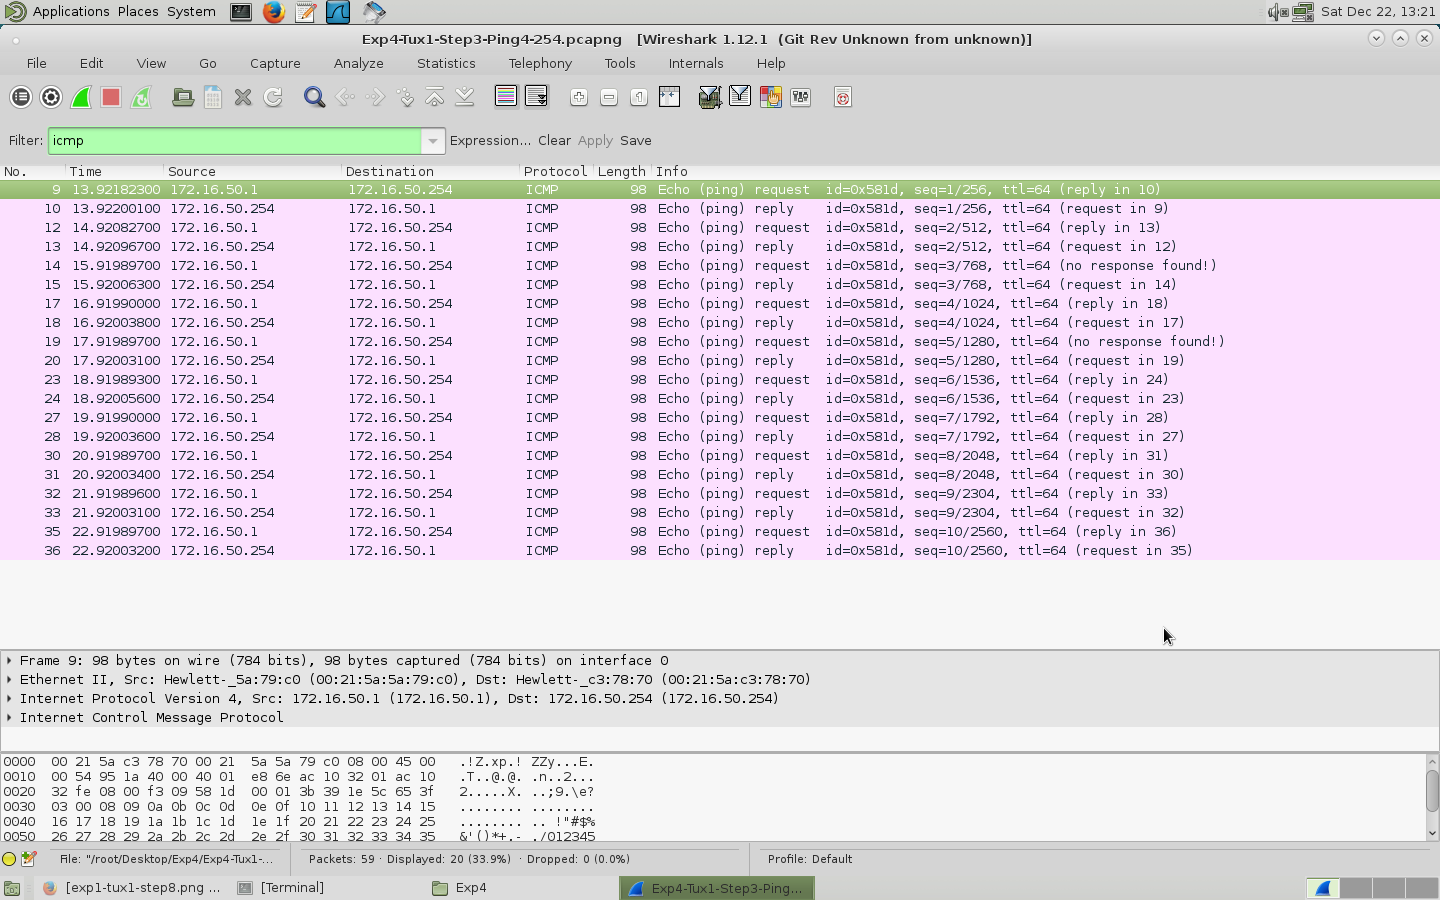 Applications Places System Sat Dec 22, 13:21
Exp4-Tux1-Step3-Ping4-254.pcapng [Wireshark 1.12.1 (Git Rev Unknown from unknown)]
File Edit View Go Capture Analyze Statistics Telephony Tools Internals Help
Filter: icmp Expression... Clear Apply Save
No. Time Source Destination Protocol Length Info
9 13.92182300 172.16.50.1 172.16.50.254 ICMP 98 Echo (ping) request id=0x581d, seq=1/256, ttl=64 (reply in 10)
10 13.92200100 172.16.50.254 172.16.50.1 ICMP 98 Echo (ping) reply id=0x581d, seq=1/256, ttl=64 (request in 9)
12 14.92082700 172.16.50.1 172.16.50.254 ICMP 98 Echo (ping) request id=0x581d, seq=2/512, ttl=64 (reply in 13)
13 14.92096700 172.16.50.254 172.16.50.1 ICMP 98 Echo (ping) reply id=0x581d, seq=2/512, ttl=64 (request in 12)
14 15.91989700 172.16.50.1 172.16.50.254 ICMP 98 Echo (ping) request id=0x581d, seq=3/768, ttl=64 (no response found!)
15 15.92006300 172.16.50.254 172.16.50.1 ICMP 98 Echo (ping) reply id=0x581d, seq=3/768, ttl=64 (request in 14)
17 16.91990000 172.16.50.1 172.16.50.254 ICMP 98 Echo (ping) request id=0x581d, seq=4/1024, ttl=64 (reply in 18)
18 16.92003800 172.16.50.254 172.16.50.1 ICMP 98 Echo (ping) reply id=0x581d, seq=4/1024, ttl=64 (request in 17)
19 17.91989700 172.16.50.1 172.16.50.254 ICMP 98 Echo (ping) request id=0x581d, seq=5/1280, ttl=64 (no response found!)
20 17.92003100 172.16.50.254 172.16.50.1 ICMP 98 Echo (ping) reply id=0x581d, seq=5/1280, ttl=64 (request in 19)
23 18.91989300 172.16.50.1 172.16.50.254 ICMP 98 Echo (ping) request id=0x581d, seq=6/1536, ttl=64 (reply in 24)
24 18.92005600 172.16.50.254 172.16.50.1 ICMP 98 Echo (ping) reply id=0x581d, seq=6/1536, ttl=64 (request in 23)
27 19.91990000 172.16.50.1 172.16.50.254 ICMP 98 Echo (ping) request id=0x581d, seq=7/1792, ttl=64 (reply in 28)
28 19.92003600 172.16.50.254 172.16.50.1 ICMP 98 Echo (ping) reply id=0x581d, seq=7/1792, ttl=64 (request in 27)
30 20.91989700 172.16.50.1 172.16.50.254 ICMP 98 Echo (ping) request id=0x581d, seq=8/2048, ttl=64 (reply in 31)
31 20.92003400 172.16.50.254 172.16.50.1 ICMP 98 Echo (ping) reply id=0x581d, seq=8/2048, ttl=64 (request in 30)
32 21.91989600 172.16.50.1 172.16.50.254 ICMP 98 Echo (ping) request id=0x581d, seq=9/2304, ttl=64 (reply in 33)
33 21.92003100 172.16.50.254 172.16.50.1 ICMP 98 Echo (ping) reply id=0x581d, seq=9/2304, ttl=64 (request in 32)
35 22.91989700 172.16.50.1 172.16.50.254 ICMP 98 Echo (ping) request id=0x581d, seq=10/2560, ttl=64 (reply in 36)
36 22.92003200 172.16.50.254 172.16.50.1 ICMP 98 Echo (ping) reply id=0x581d, seq=10/2560, ttl=64 (request in 35)
Frame 9: 98 bytes on wire (784 bits), 98 bytes captured (784 bits) on interface 0
Ethernet II, Src: Hewlett-_5a:79:c0 (00:21:5a:5a:79:c0), Dst: Hewlett-_c3:78:70 (00:21:5a:c3:78:70)
Internet Protocol Version 4, Src: 172.16.50.1 (172.16.50.1), Dst: 172.16.50.254 (172.16.50.254)
Internet Control Message Protocol
0000 00 21 5a c3 78 70 00 21 5a 5a 79 c0 08 00 45 00 .!Z.xp.! ZZy...E.
0010 00 54 95 1a 40 00 40 01 e8 6e ac 10 32 01 ac 10 .T..@.@. .n..2...
0020 32 fe 08 00 f3 09 58 1d 00 01 3b 39 1e 5c 65 3f 2.....X. ..;9.\e?
0030 03 00 08 09 0a 0b 0c 0d 0e 0f 10 11 12 13 14 15 ........ ........
0040 16 17 18 19 1a 1b 1c 1d 1e 1f 20 21 22 23 24 25 ........ .. !"#$%
0050 26 27 28 29 2a 2b 2c 2d 2e 2f 30 31 32 33 34 35 &'()*+,- ./012345
File: "/root/Desktop/Exp4/Exp4-Tux1-... Packets: 59 · Displayed: 20 (33.9%) · Dropped: 0 (0.0%) Profile: Default
[exp1-tux1-step8.png ... [Terminal] Exp4 Exp4-Tux1-Step3-Ping...